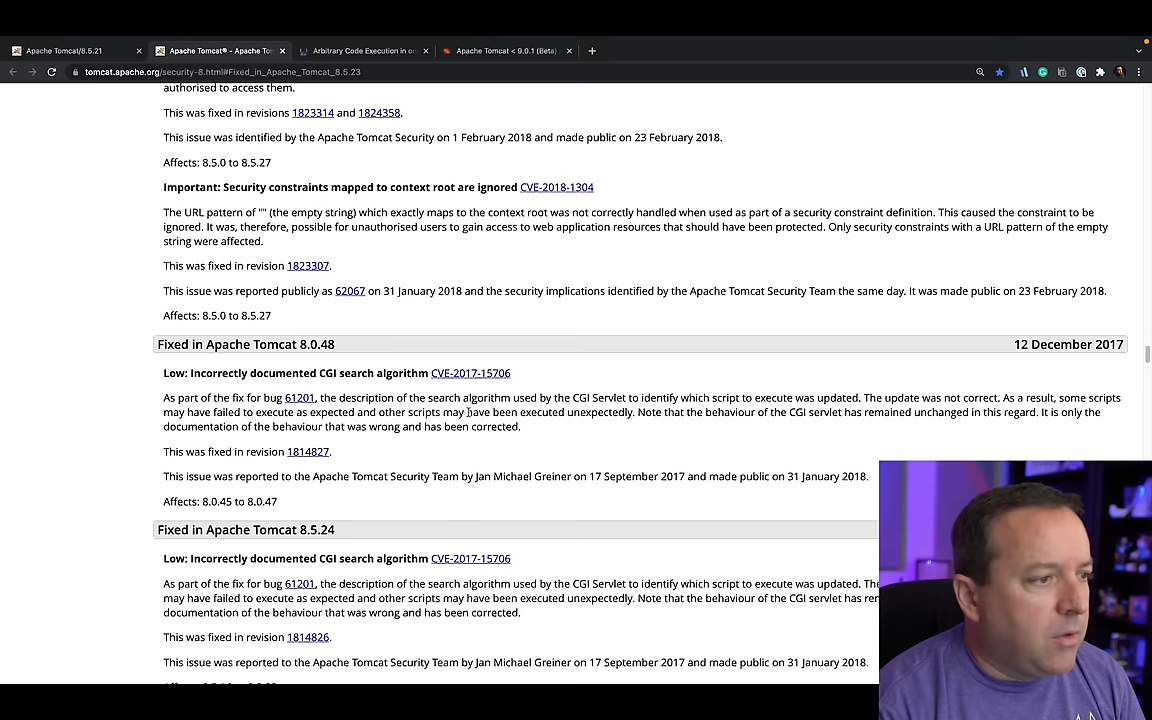 Apache Tomcat/8.5.21
Apache Tomcat® - Apache To
Arbitrary Code Execution in o
Apache Tomcat < 9.0.1 (Beta)
tomcat.apache.org/security-8.html#Fixed_in_Apache_Tomcat_8.5.23
authorised to access them.
This was fixed in revisions 1823314 and 1824358.
This issue was identified by the Apache Tomcat Security on 1 February 2018 and made public on 23 February 2018.
Affects: 8.5.0 to 8.5.27
Important: Security constraints mapped to context root are ignored CVE-2018-1304
The URL pattern of "" (the empty string) which exactly maps to the context root was not correctly handled when used as part of a security constraint definition. This caused the constraint to be
ignored. It was, therefore, possible for unauthorised users to gain access to web application resources that should have been protected. Only security constraints with a URL pattern of the empty
string were affected.
This was fixed in revision 1823307.
This issue was reported publicly as 62067 on 31 January 2018 and the security implications identified by the Apache Tomcat Security Team the same day. It was made public on 23 February 2018.
Affects: 8.5.0 to 8.5.27
Fixed in Apache Tomcat 8.0.48 12 December 2017
Low: Incorrectly documented CGI search algorithm CVE-2017-15706
As part of the fix for bug 61201, the description of the search algorithm used by the CGI Servlet to identify which script to execute was updated. The update was not correct. As a result, some scripts
may have failed to execute as expected and other scripts may have been executed unexpectedly. Note that the behaviour of the CGI servlet has remained unchanged in this regard. It is only the
documentation of the behaviour that was wrong and has been corrected.
This was fixed in revision 1814827.
This issue was reported to the Apache Tomcat Security Team by Jan Michael Greiner on 17 September 2017 and made public on 31 January 2018.
Affects: 8.0.45 to 8.0.47
Fixed in Apache Tomcat 8.5.24
Low: Incorrectly documented CGI search algorithm CVE-2017-15706
As part of the fix for bug 61201, the description of the search algorithm used by the CGI Servlet to identify which script to execute was updated. The
may have failed to execute as expected and other scripts may have been executed unexpectedly. Note that the behaviour of the CGI servlet has
documentation of the behaviour that was wrong and has been corrected.
This was fixed in revision 1814826.
This issue was reported to the Apache Tomcat Security Team by Jan Michael Greiner on 17 September 2017 and made public on 31 January 2018.